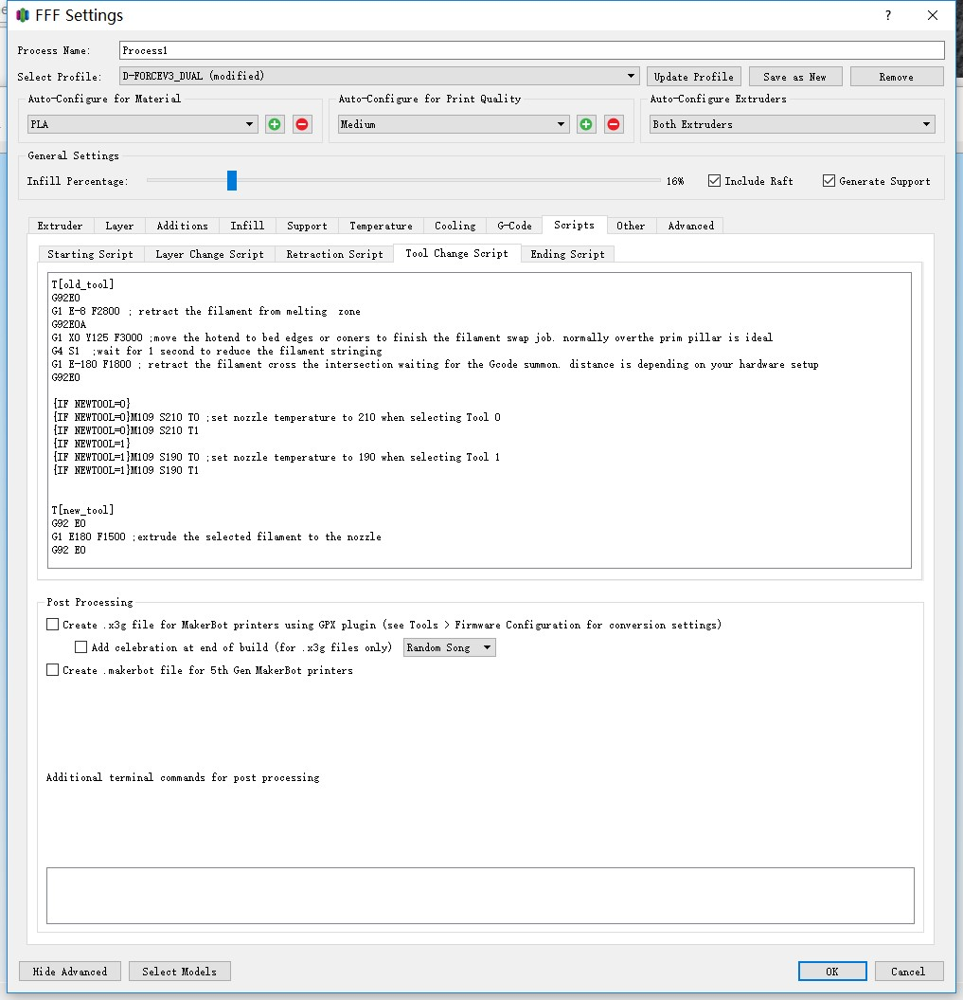 FFF Settings ? 
Process Name: Process1
Select Profile: D-FORCEV3_DUAL (modified) Update Profile Save as New Remove
Auto-Configure for Material Auto-Configure for Print Quality Auto-Configure Extruders
PLA Medium Both Extruders
General Settings
Infill Percentage: 16% Include Raft Generate Support
Extruder Layer Additions Infill Support Temperature Cooling G-Code Scripts Other Advanced
Starting Script Layer Change Script Retraction Script Tool Change Script Ending Script
T[old_tool]
G92E0
G1 E-8 F2800 ; retract the filament from melting zone
G92E0A
G1 X0 Y125 F3000 ;move the hotend to bed edges or coners to finish the filament swap job. normally overthe prim pillar is ideal
G4 S1 ;wait for 1 second to reduce the filament stringing
G1 E-180 F1800 ; retract the filament cross the intersection waiting for the Gcode summon. distance is depending on your hardware setup
G92E0
{IF NEWTOOL=0}
{IF NEWTOOL=0}M109 S210 T0 ;set nozzle temperature to 210 when selecting Tool 0
{IF NEWTOOL=0}M109 S210 T1
{IF NEWTOOL=1}
{IF NEWTOOL=1}M109 S190 T0 ;set nozzle temperature to 190 when selecting Tool 1
{IF NEWTOOL=1}M109 S190 T1
T[new_tool]
G92 E0
G1 E180 F1500 ;extrude the selected filament to the nozzle
G92 E0
Post Processing
Create .x3g file for MakerBot printers using GPX plugin (see Tools > Firmware Configuration for conversion settings)
Add celebration at end of build (for .x3g files only) Random Song
Create .makerbot file for 5th Gen MakerBot printers
Additional terminal commands for post processing
Hide Advanced Select Models OK Cancel